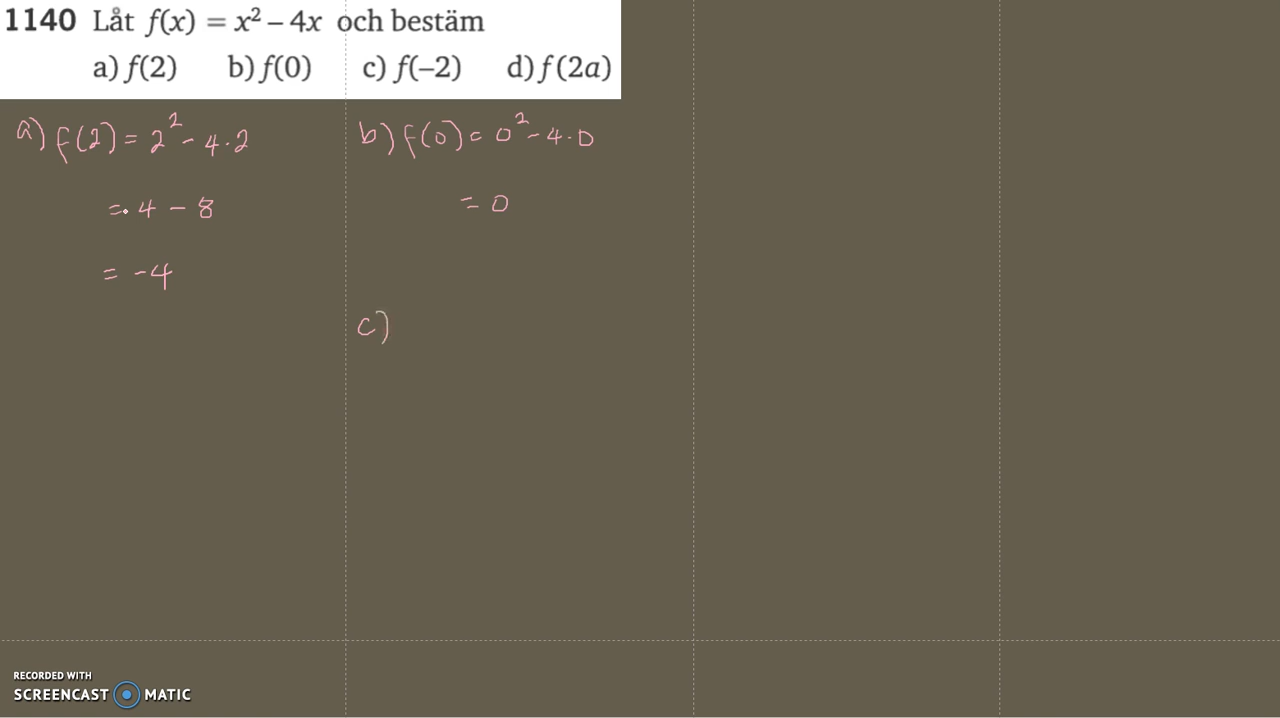 1140 Låt f(x) = x² – 4x och bestäm
a) f(2) b) f(0) c) f(–2) d) f(2a)
a) f(2) = 2² - 4·2
= 4 - 8
= -4
b) f(0) = 0² - 4·0
= 0
c)
RECORDED WITH
SCREENCAST MATIC